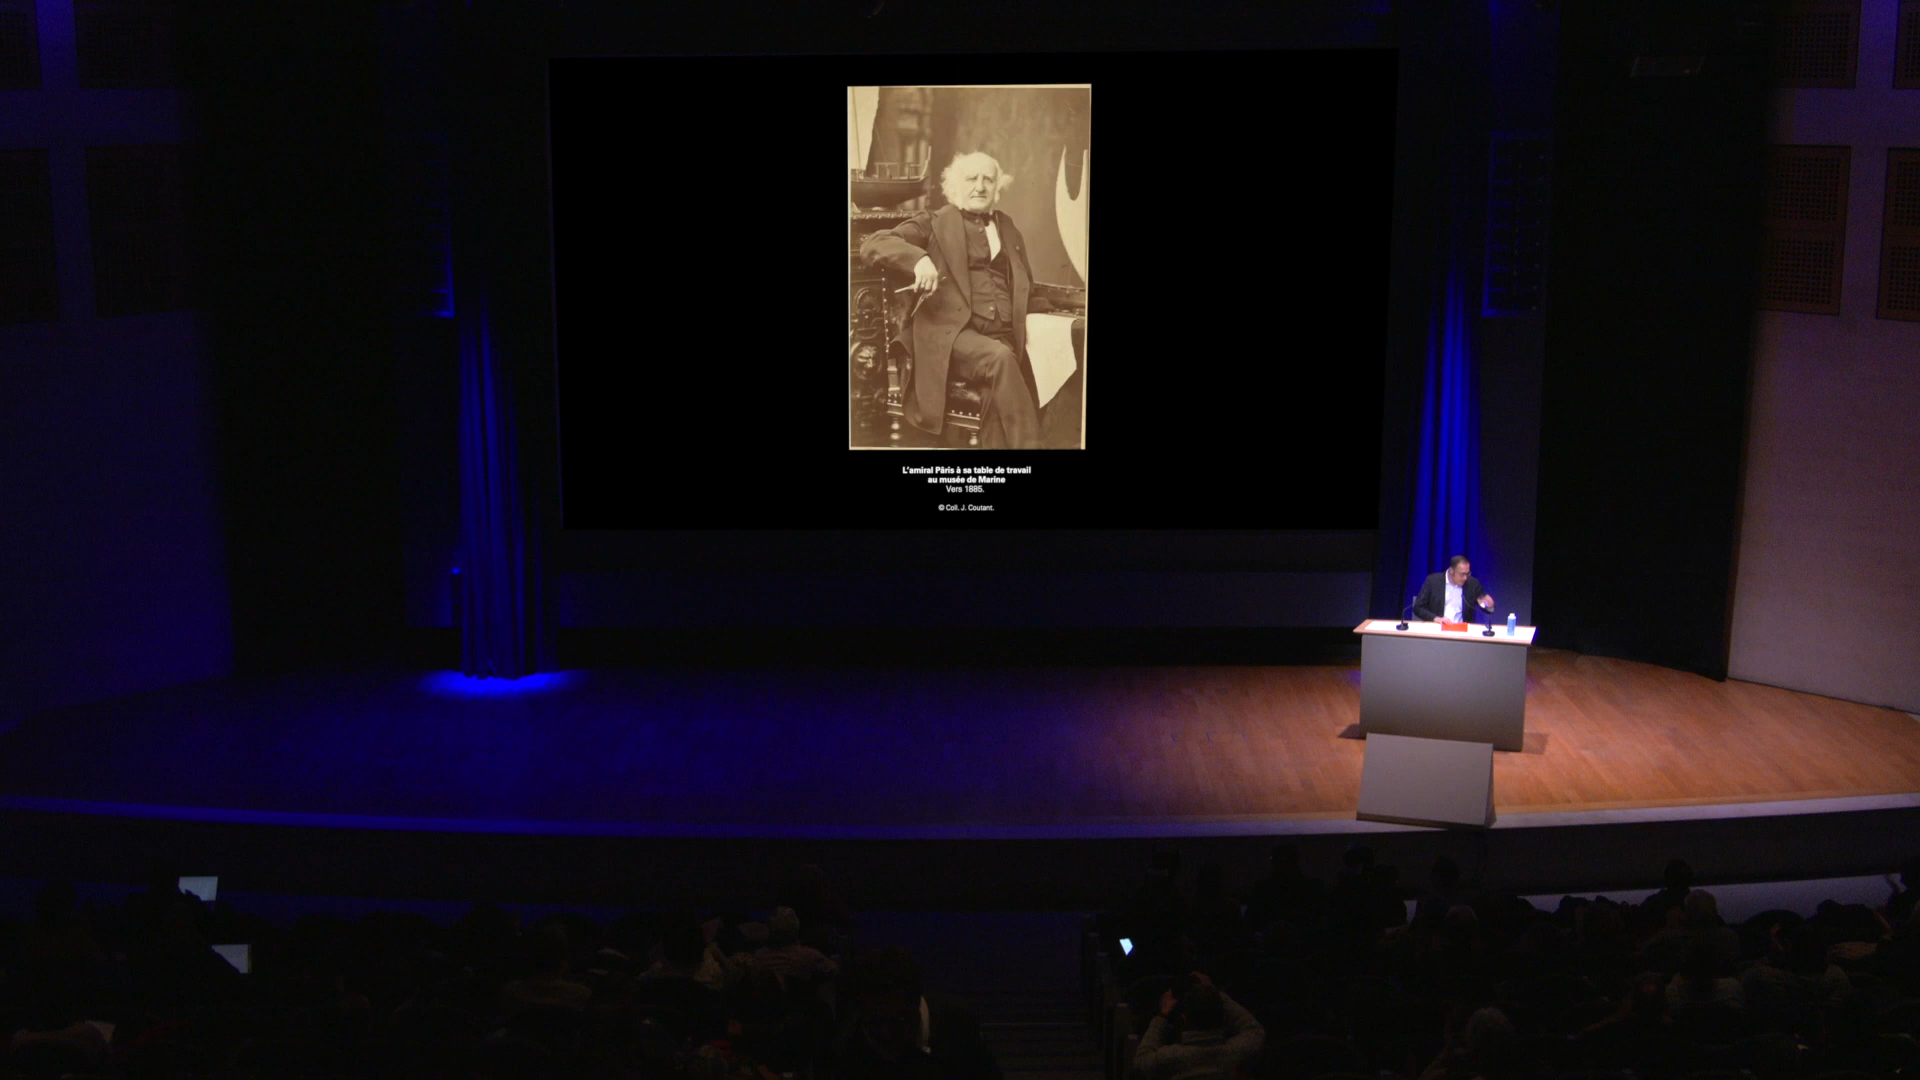 L'amiral Pâris à sa table de travail
au musée de Marine
Vers 1885.
© Coll. J. Coutant.